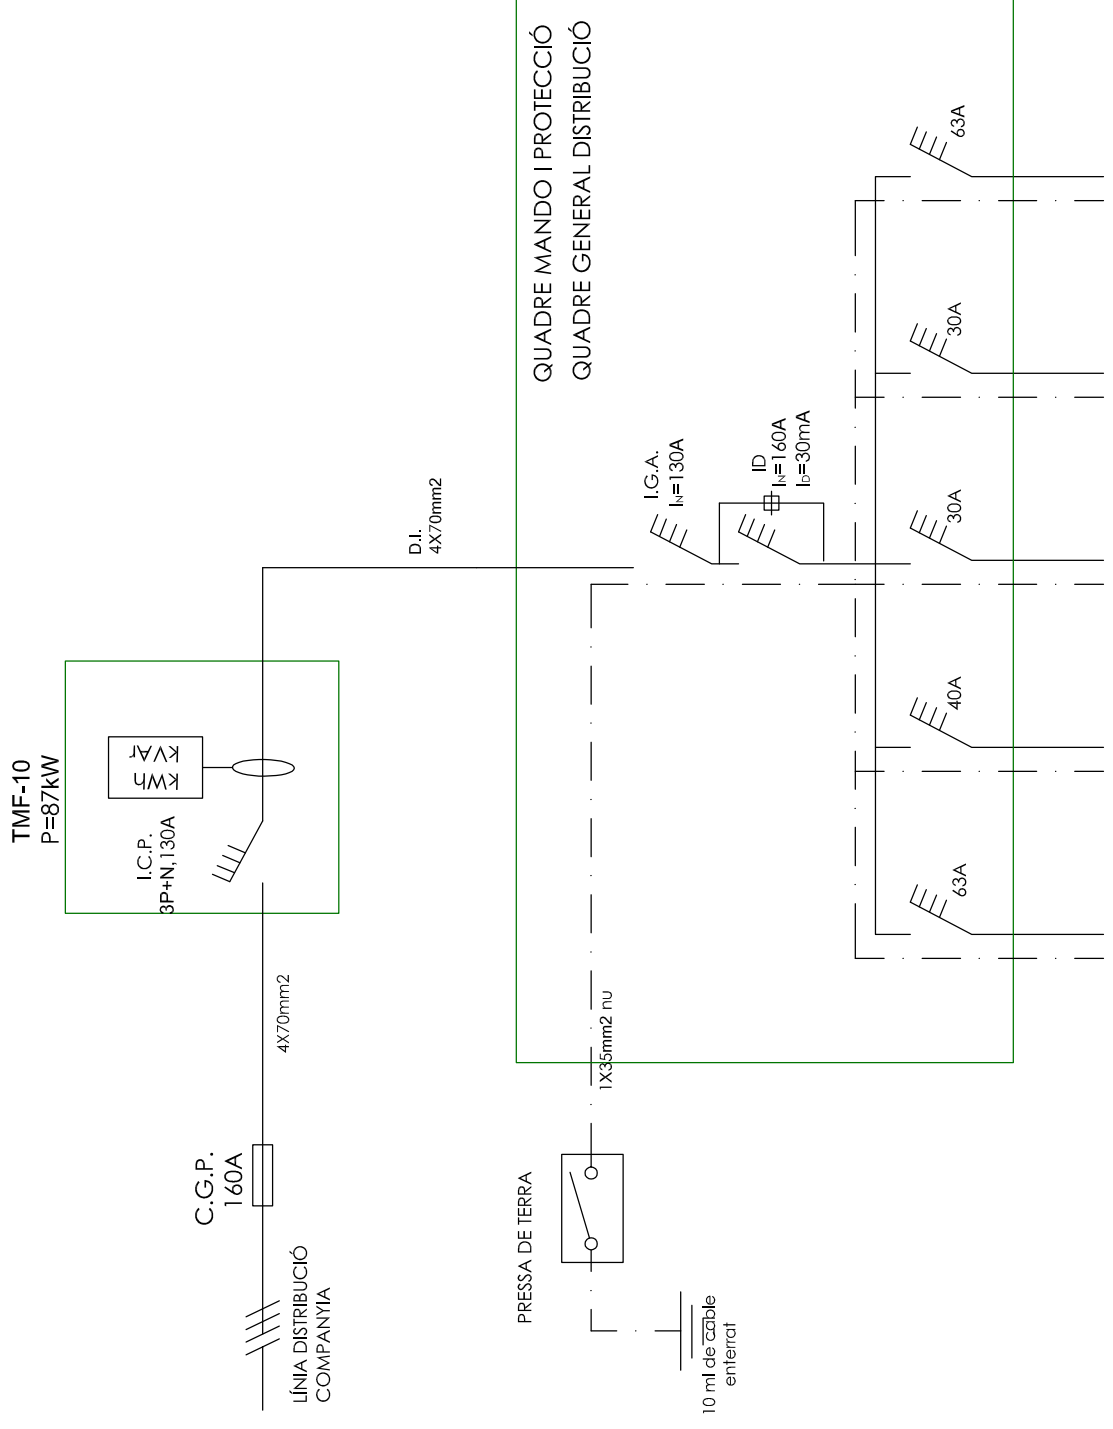 LÍNIA DISTRIBUCIÓ
COMPANYIA
C.G.P.
160A
4X70mm2
TMF-10
P=87kW
I.C.P.
3P+N,130A
KWh
KVAr
D.I.
4X70mm2
QUADRE MANDO I PROTECCIÓ
QUADRE GENERAL DISTRIBUCIÓ
I.G.A.
IN=130A
ID
IN=160A
ID=30mA
PRESSA DE TERRA
1X35mm2 nu
10 ml de cable
enterrat
63A
40A
30A
30A
63A